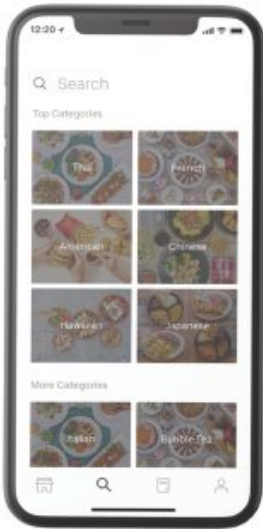 12:20
Search
Top Categories
Thai
French
American
Chinese
Hawaiian
Japanese
More Categories
Italian
Bubble Tea